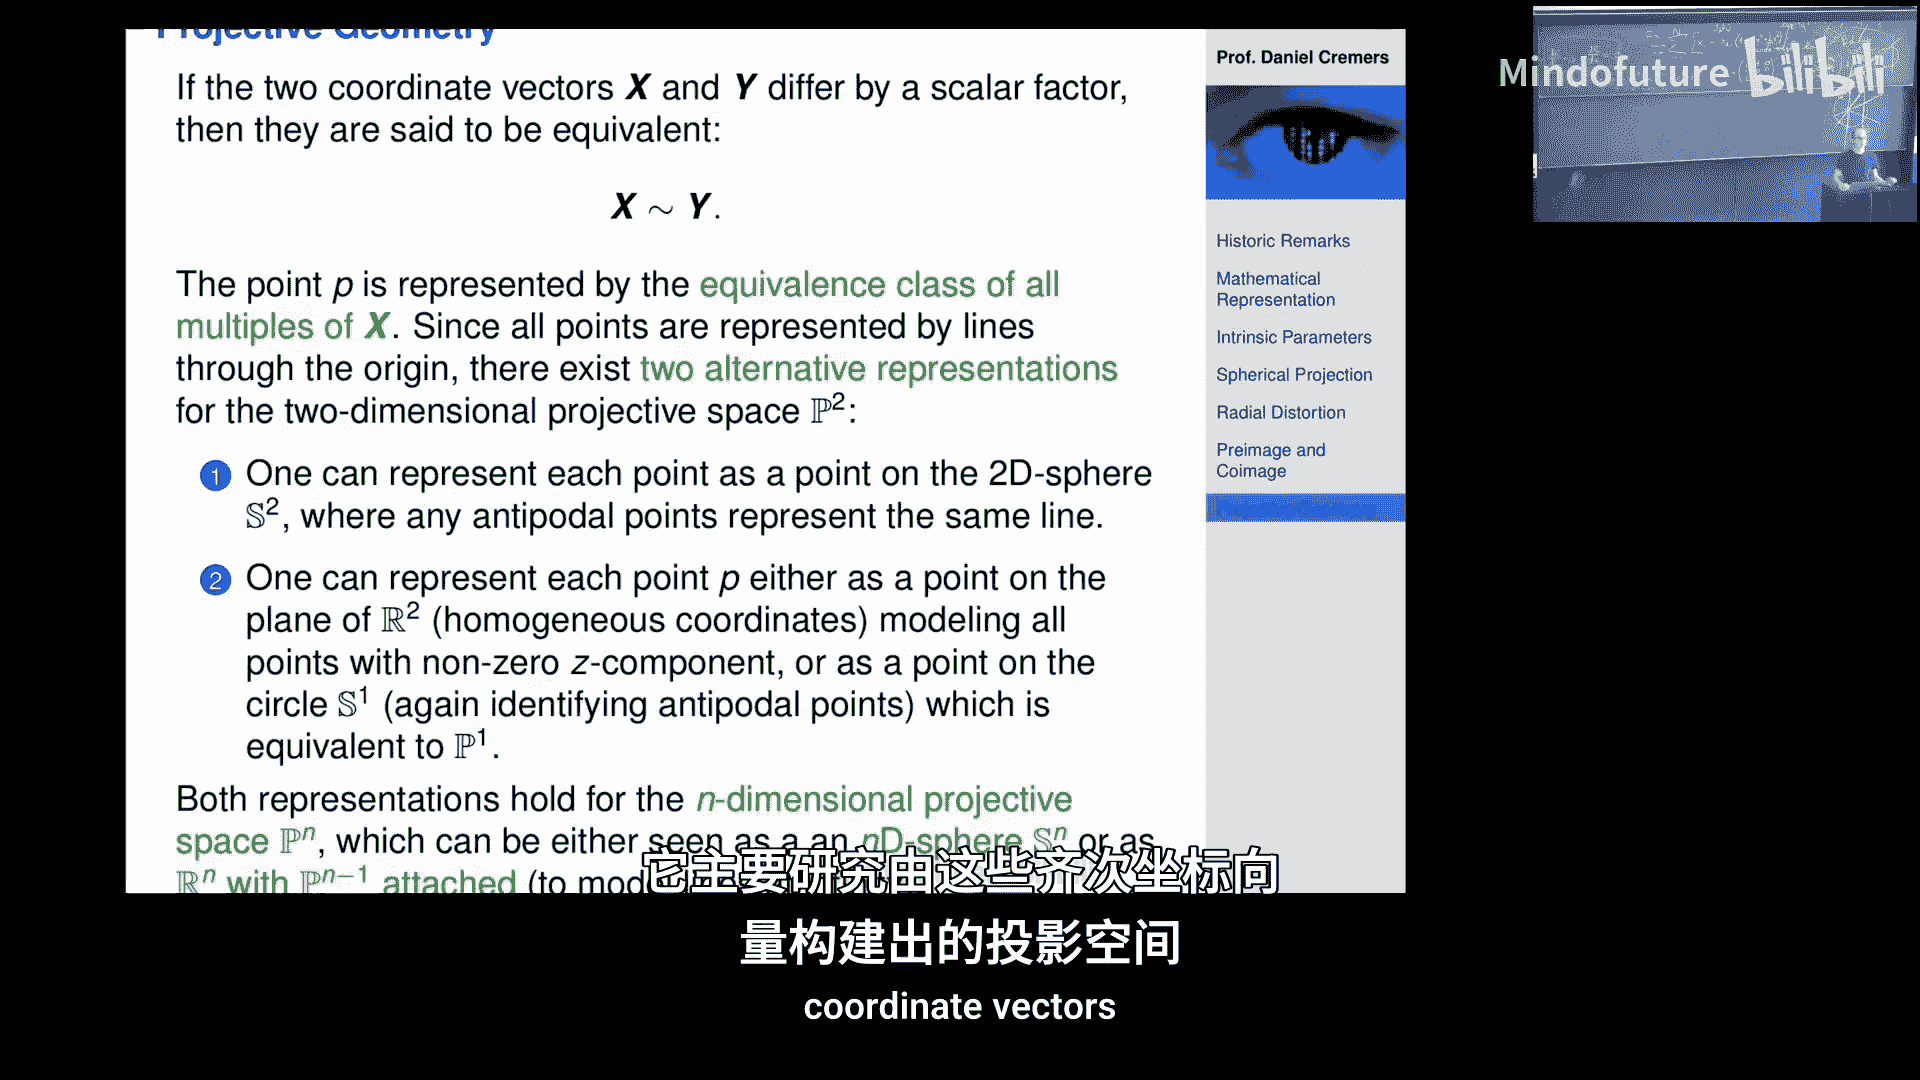 Projective Geometry
If the two coordinate vectors X and Y differ by a scalar factor,
then they are said to be equivalent:
X ∼ Y.
The point p is represented by the equivalence class of all
multiples of X. Since all points are represented by lines
through the origin, there exist two alternative representations
for the two-dimensional projective space ℙ²:
1 One can represent each point as a point on the 2D-sphere
𝕊², where any antipodal points represent the same line.
2 One can represent each point p either as a point on the
plane of ℝ² (homogeneous coordinates) modeling all
points with non-zero z-component, or as a point on the
circle 𝕊¹ (again identifying antipodal points) which is
equivalent to ℙ¹.
Both representations hold for the n-dimensional projective
space ℙⁿ, which can be either seen as a an nD-sphere 𝕊ⁿ or as
ℝⁿ with ℙⁿ⁻¹ attached (to mod
Prof. Daniel Cremers
Historic Remarks
Mathematical
Representation
Intrinsic Parameters
Spherical Projection
Radial Distortion
Preimage and
Coimage
Mindofuture bilibili
它主要研究由这些齐次坐标向
量构建出的投影空间
coordinate vectors